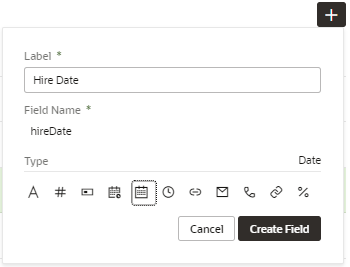 Label *
Hire Date
Field Name *
hireDate
Type Date
Cancel Create Field